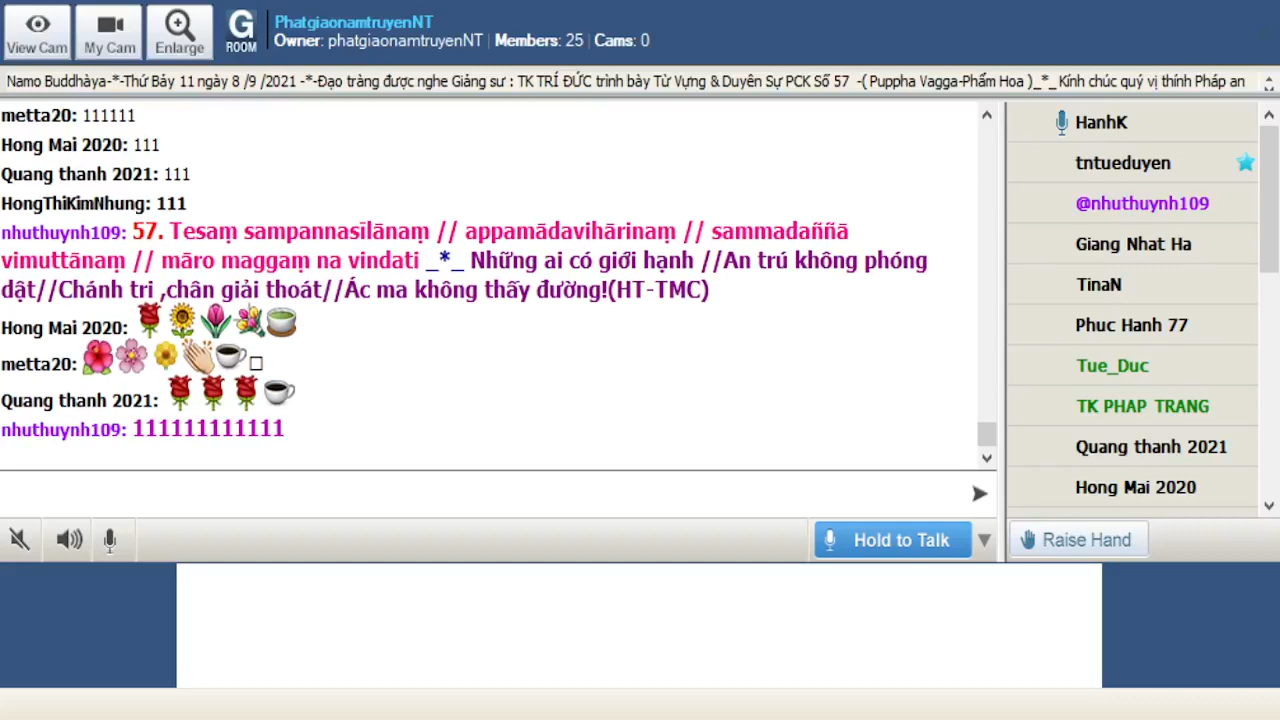 View Cam
My Cam
Enlarge
G
ROOM
PhatgiaonamtruyenNT
Owner: phatgiaonamtruyenNT | Members: 25 | Cams: 0
Namo Buddhàya-*-Thứ Bảy 11 ngày 8 /9 /2021 -*-Đạo tràng được nghe Giảng sư : TK TRÍ ĐỨC trình bày Từ Vựng & Duyên Sự PCK Số 57 -( Puppha Vagga-Phẩm Hoa )_*_Kính chúc quý vị thính Pháp an
metta20: 111111
Hong Mai 2020: 111
Quang thanh 2021: 111
HongThiKimNhung: 111
nhuthuynh109: 57. Tesaṃ sampannasīlānaṃ // appamādavihārinaṃ // sammadaññā
vimuttānaṃ // māro maggaṃ na vindati _*_ Những ai có giới hạnh //An trú không phóng
dật//Chánh tri ,chân giải thoát//Ác ma không thấy đường!(HT-TMC)
Hong Mai 2020:
metta20:
Quang thanh 2021:
nhuthuynh109: 111111111111
HanhK
tntueduyen
@nhuthuynh109
Giang Nhat Ha
TinaN
Phuc Hanh 77
Tue_Duc
TK PHAP TRANG
Quang thanh 2021
Hong Mai 2020
Hold to Talk
Raise Hand